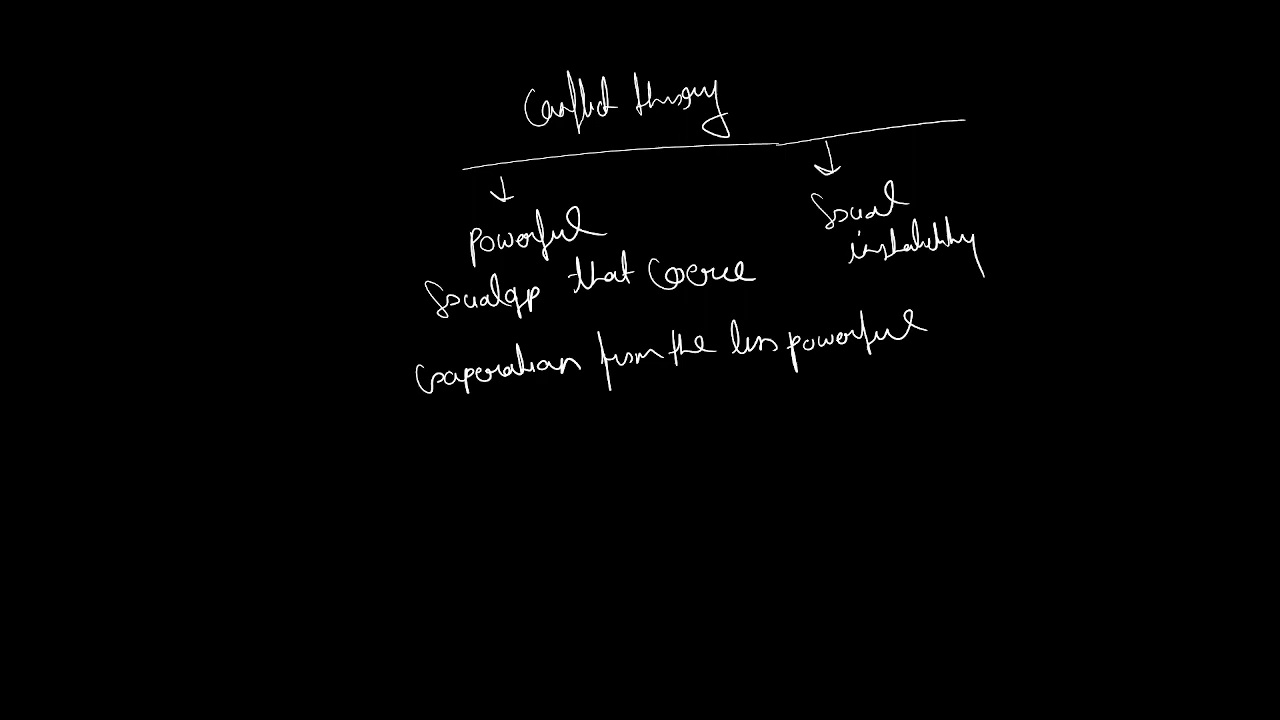 Conflict theory
powerful
Social gp that coerce
cooperation from the less powerful
Social
instability